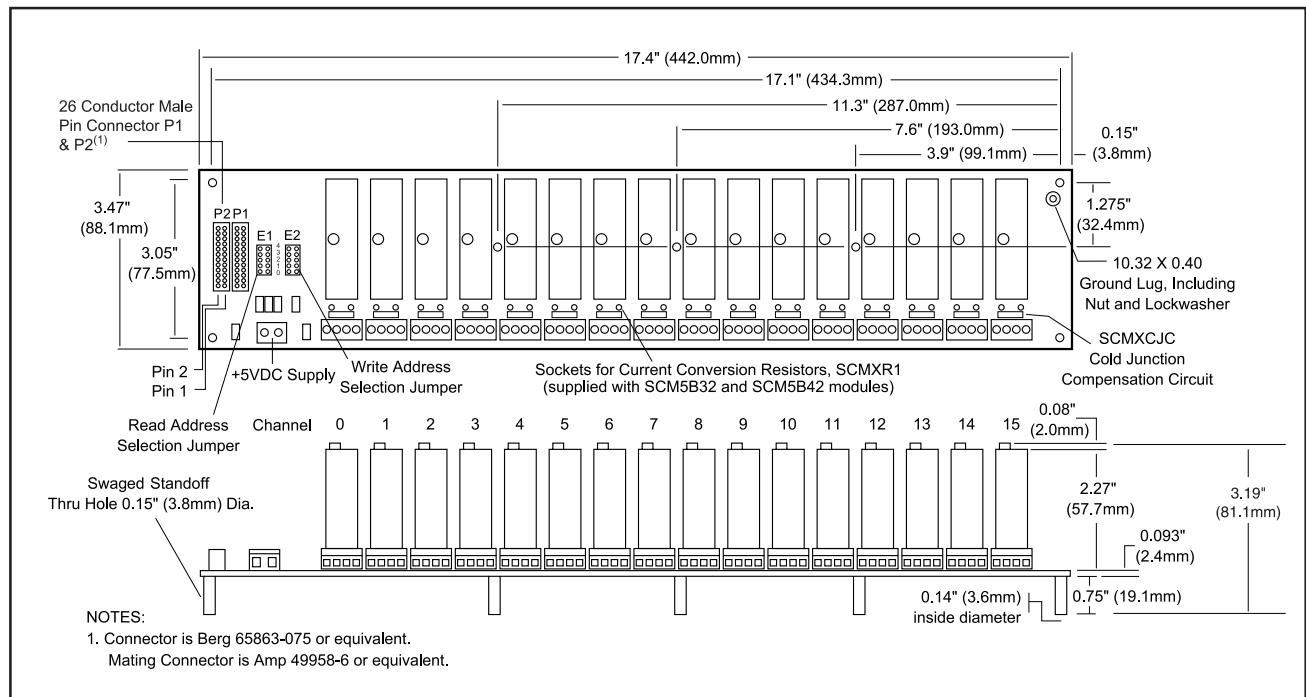 17.4" (442.0mm)
17.1" (434.3mm)
26 Conductor Male
Pin Connector P1
& P2(1)
11.3" (287.0mm)
7.6" (193.0mm)
0.15"
(3.8mm)
3.9" (99.1mm)
3.47"
(88.1mm)
3.05"
(77.5mm)
P2 P1
E1 E2
4
3
2
1
0
1.275"
(32.4mm)
10.32 X 0.40
Ground Lug, Including
Nut and Lockwasher
SCMXCJC
Cold Junction
Compensation Circuit
Pin 2
Pin 1
+5VDC Supply
Write Address
Selection Jumper
Sockets for Current Conversion Resistors, SCMXR1
(supplied with SCM5B32 and SCM5B42 modules)
Read Address
Selection Jumper
Channel 0 1 2 3 4 5 6 7 8 9 10 11 12 13 14 15
0.08"
(2.0mm)
Swaged Standoff
Thru Hole 0.15" (3.8mm) Dia.
2.27"
(57.7mm)
3.19"
(81.1mm)
0.093"
(2.4mm)
0.14" (3.6mm)
inside diameter
0.75" (19.1mm)
NOTES:
1. Connector is Berg 65863-075 or equivalent.
Mating Connector is Amp 49958-6 or equivalent.